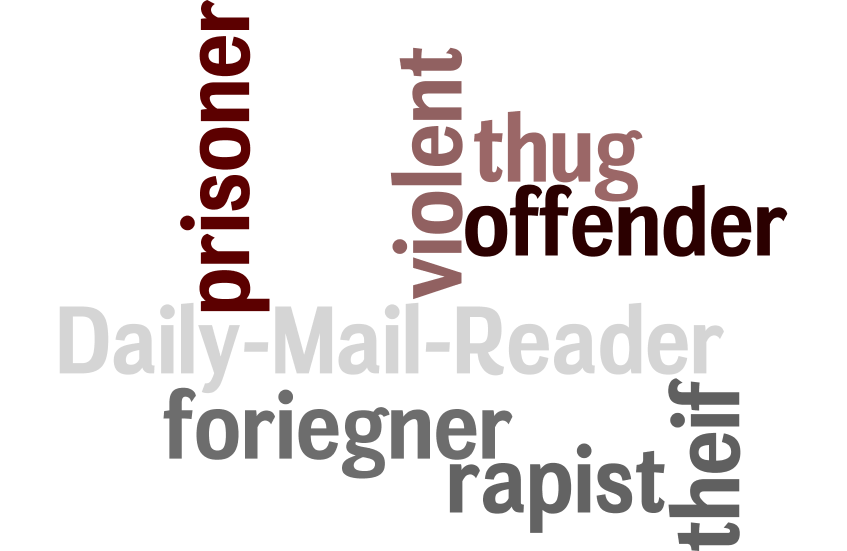 prisoner
violent
thug
offender
Daily-Mail-Reader
foriegner
rapist
theif